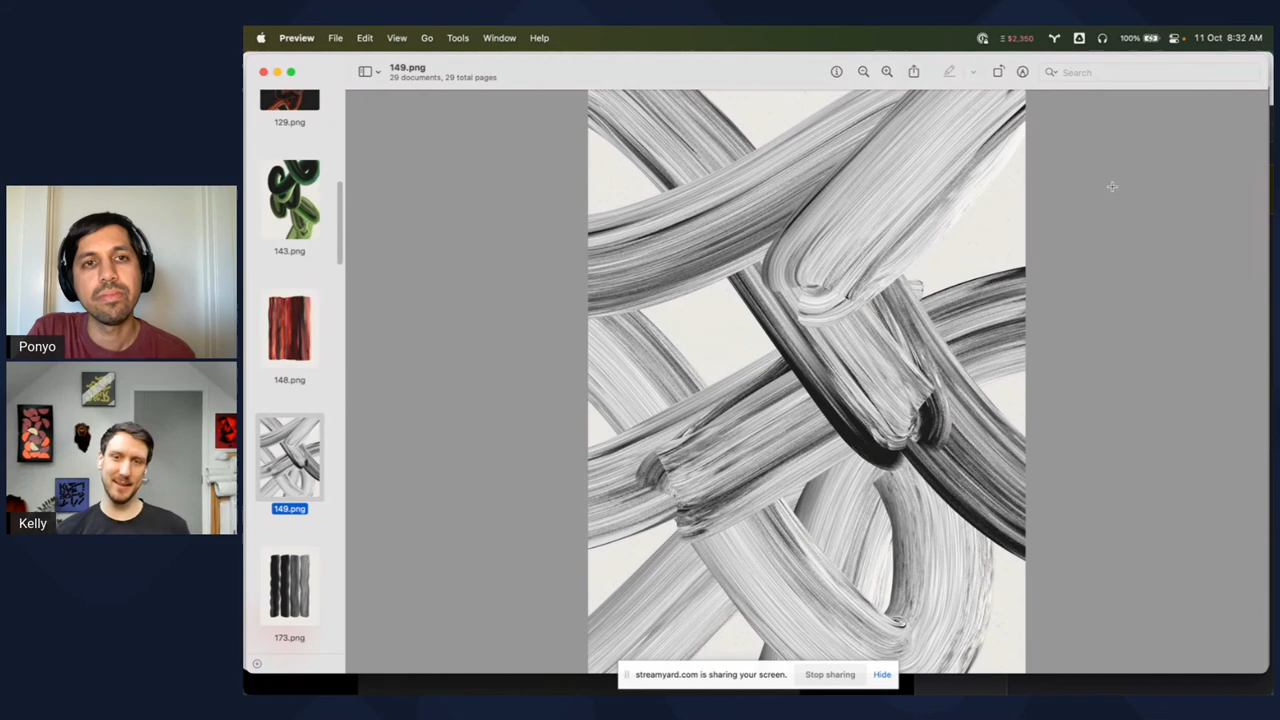 Preview File Edit View Go Tools Window Help
Ξ $2,350 100% 11 Oct 8:32 AM
149.png
29 documents, 29 total pages
Search
129.png
143.png
148.png
149.png
173.png
Ponyo
Kelly
streamyard.com is sharing your screen. Stop sharing Hide